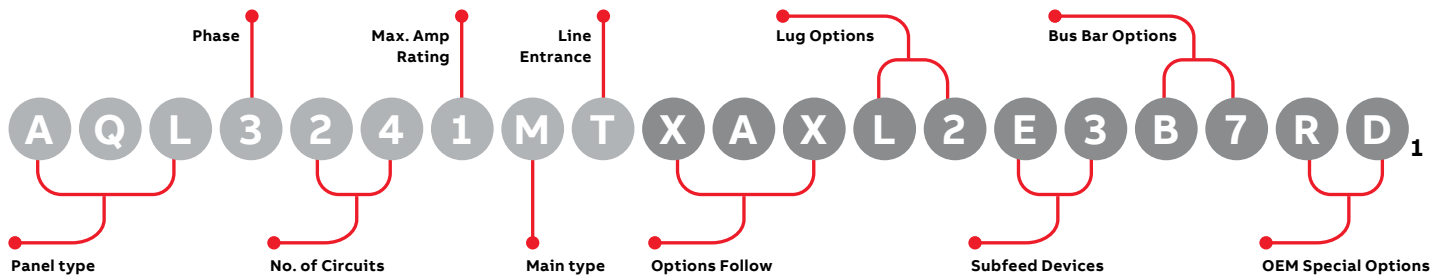 Phase
Max. Amp
Rating
Line
Entrance
Lug Options
Bus Bar Options
A Q L 3 2 4 1 M T X A X L 2 E 3 B 7 R D 1
Panel type
No. of Circuits
Main type
Options Follow
Subfeed Devices
OEM Special Options